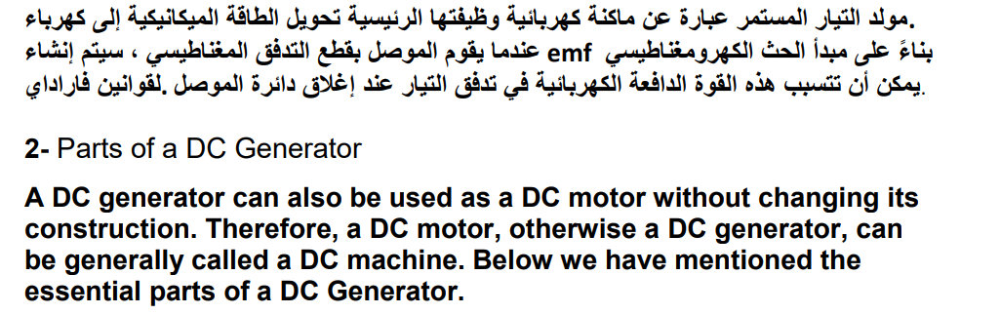 مولد التيار المستمر عبارة عن ماكنة كهربائية وظيفتها الرئيسية تحويل الطاقة الميكانيكية إلى كهرباء.
بناءً على مبدأ الحث الكهرومغناطيسي emf عندما يقوم الموصل بقطع التدفق المغناطيسي ، سيتم إنشاء
يمكن أن تتسبب هذه القوة الدافعة الكهربائية في تدفق التيار عند إغلاق دائرة الموصل .لقوانين فاراداي.
2- Parts of a DC Generator
A DC generator can also be used as a DC motor without changing its
construction. Therefore, a DC motor, otherwise a DC generator, can
be generally called a DC machine. Below we have mentioned the
essential parts of a DC Generator.